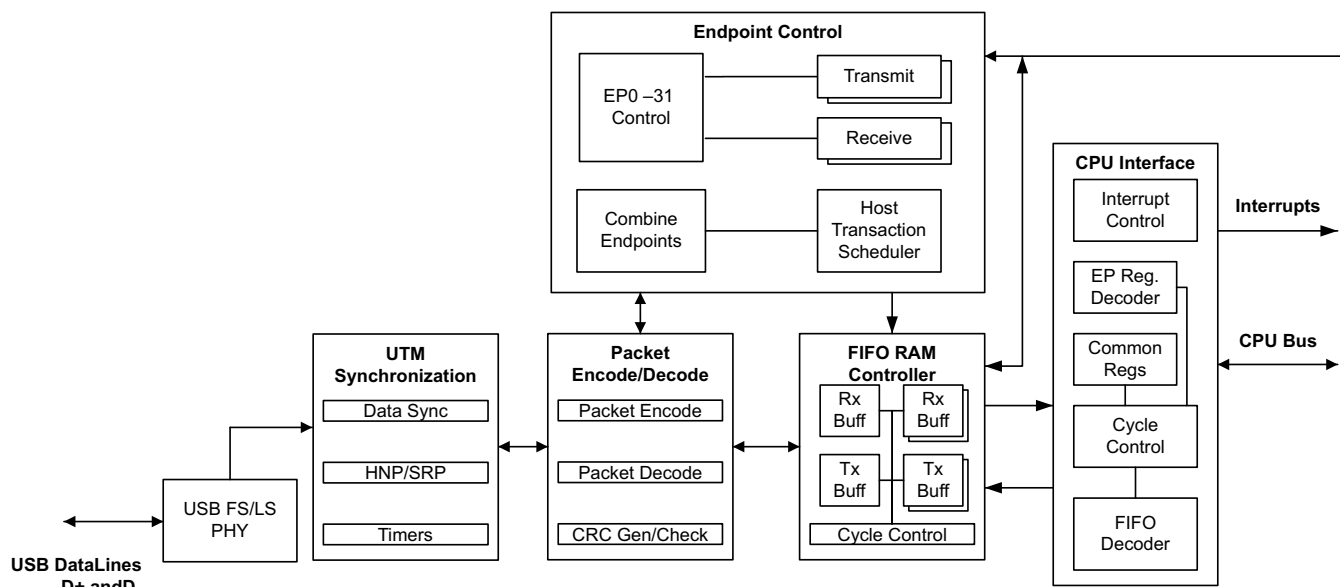 Endpoint Control
EP0 –31
Control
Transmit
Receive
Combine
Endpoints
Host
Transaction
Scheduler
CPU Interface
Interrupt
Control
Interrupts
EP Reg.
Decoder
Common
Regs
CPU Bus
Cycle
Control
FIFO
Decoder
UTM
Synchronization
Data Sync
HNP/SRP
Timers
Packet
Encode/Decode
Packet Encode
Packet Decode
CRC Gen/Check
FIFO RAM
Controller
Rx
Buff
Rx
Buff
Tx
Buff
Tx
Buff
Cycle Control
USB FS/LS
PHY
USB DataLines
D+ andD